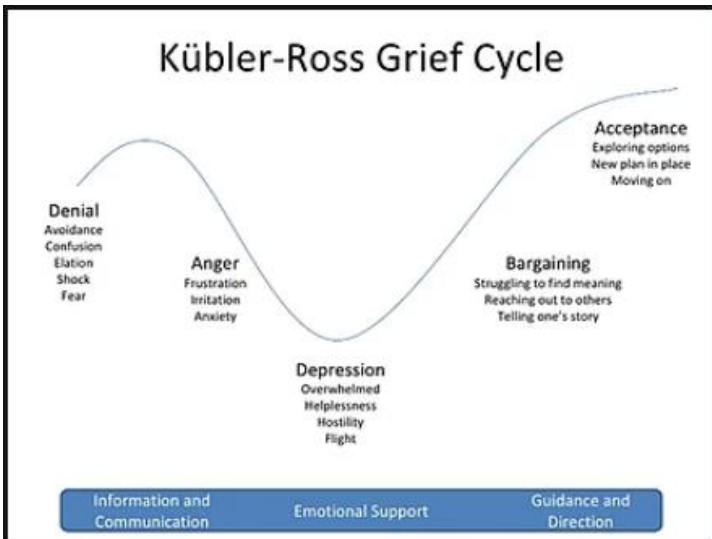 Kübler-Ross Grief Cycle
Denial
Avoidance
Confusion
Elation
Shock
Fear
Anger
Frustration
Irritation
Anxiety
Depression
Overwhelmed
Helplessness
Hostility
Flight
Bargaining
Struggling to find meaning
Reaching out to others
Telling one's story
Acceptance
Exploring options
New plan in place
Moving on
Information and
Communication
Emotional Support
Guidance and
Direction